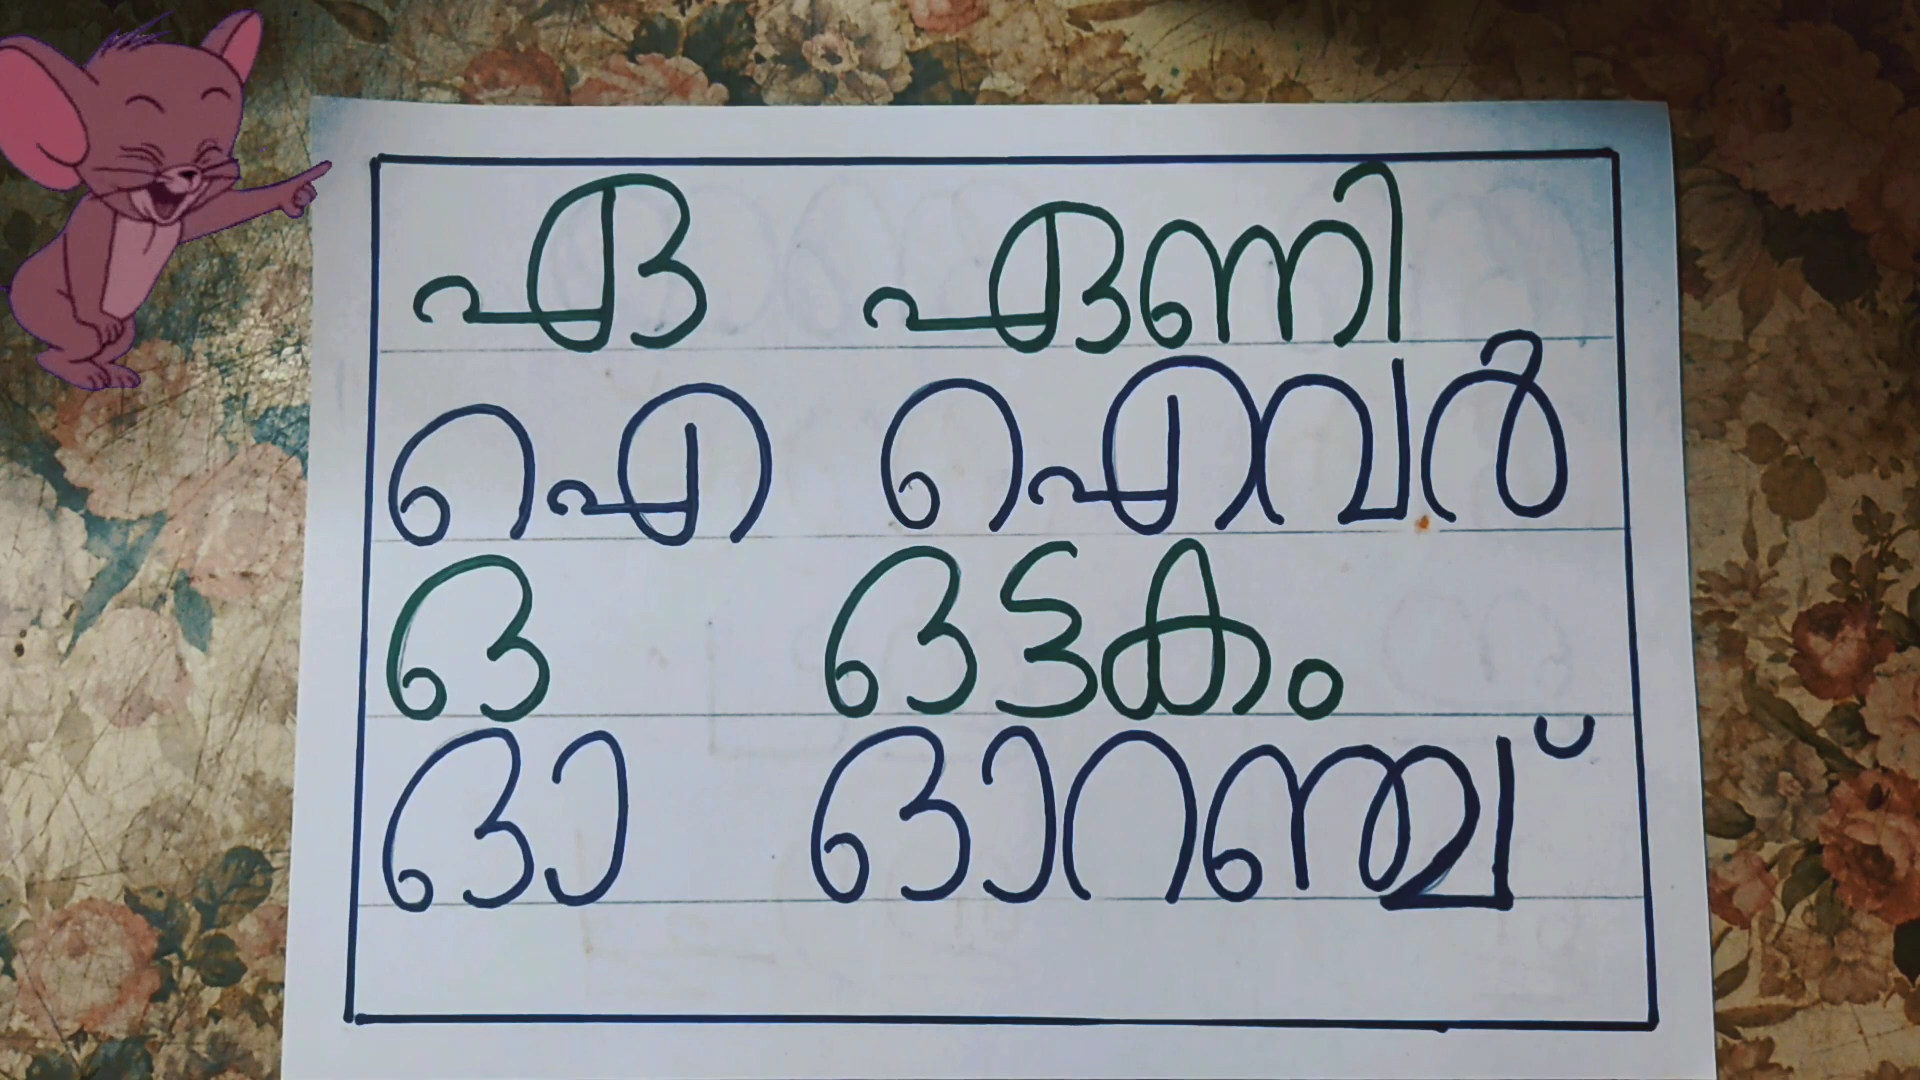 ഏ ഏണി
ഐ ഐവർ
ഒ ഒട്ടകം
ഓ ഓറഞ്ച്